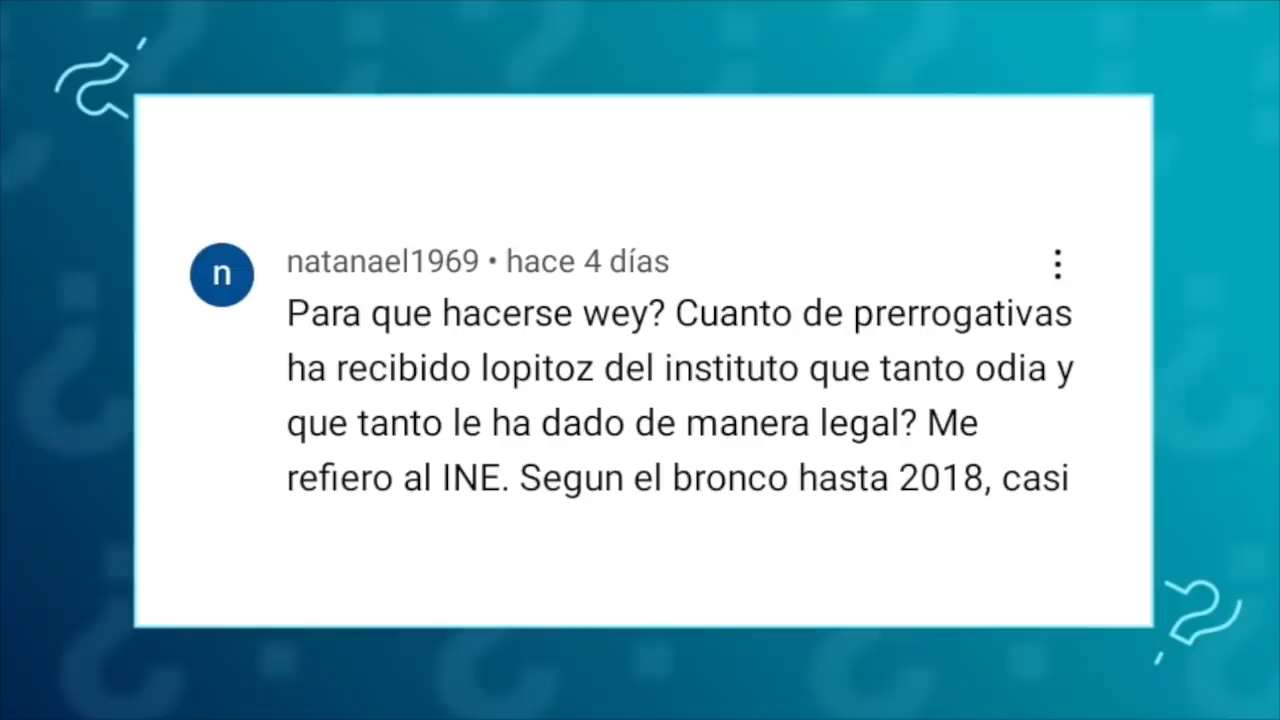 n
natanael1969 • hace 4 días
Para que hacerse wey? Cuanto de prerrogativas
ha recibido lopitoz del instituto que tanto odia y
que tanto le ha dado de manera legal? Me
refiero al INE. Segun el bronco hasta 2018, casi